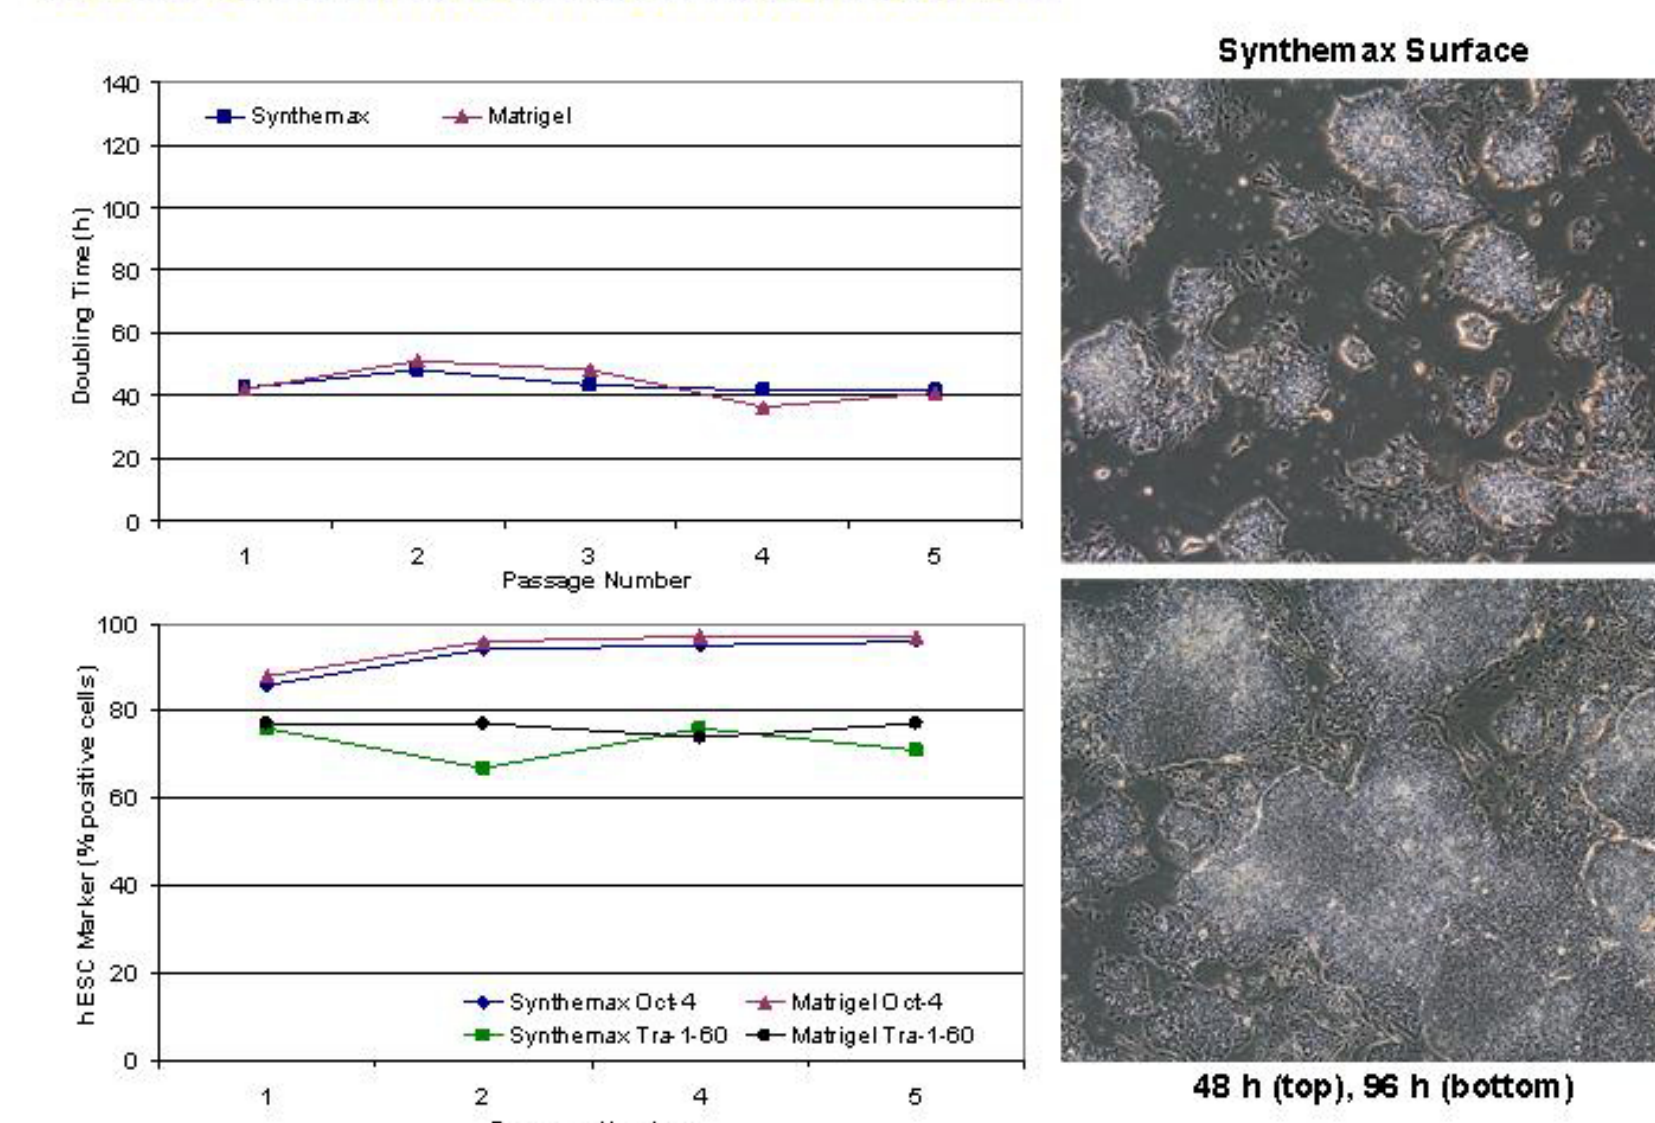 Synthemax Surface
140
120
100
80
60
40
20
0
Doubling Time (h)
Synthemax
Matrigel
1 2 3 4 5
Passage Number
100
80
60
40
20
0
hESC Marker (% positive cells)
Synthemax Oct-4 Matrigel Oct-4
Synthemax Tra-1-60 Matrigel Tra-1-60
1 2 4 5
48 h (top), 96 h (bottom)